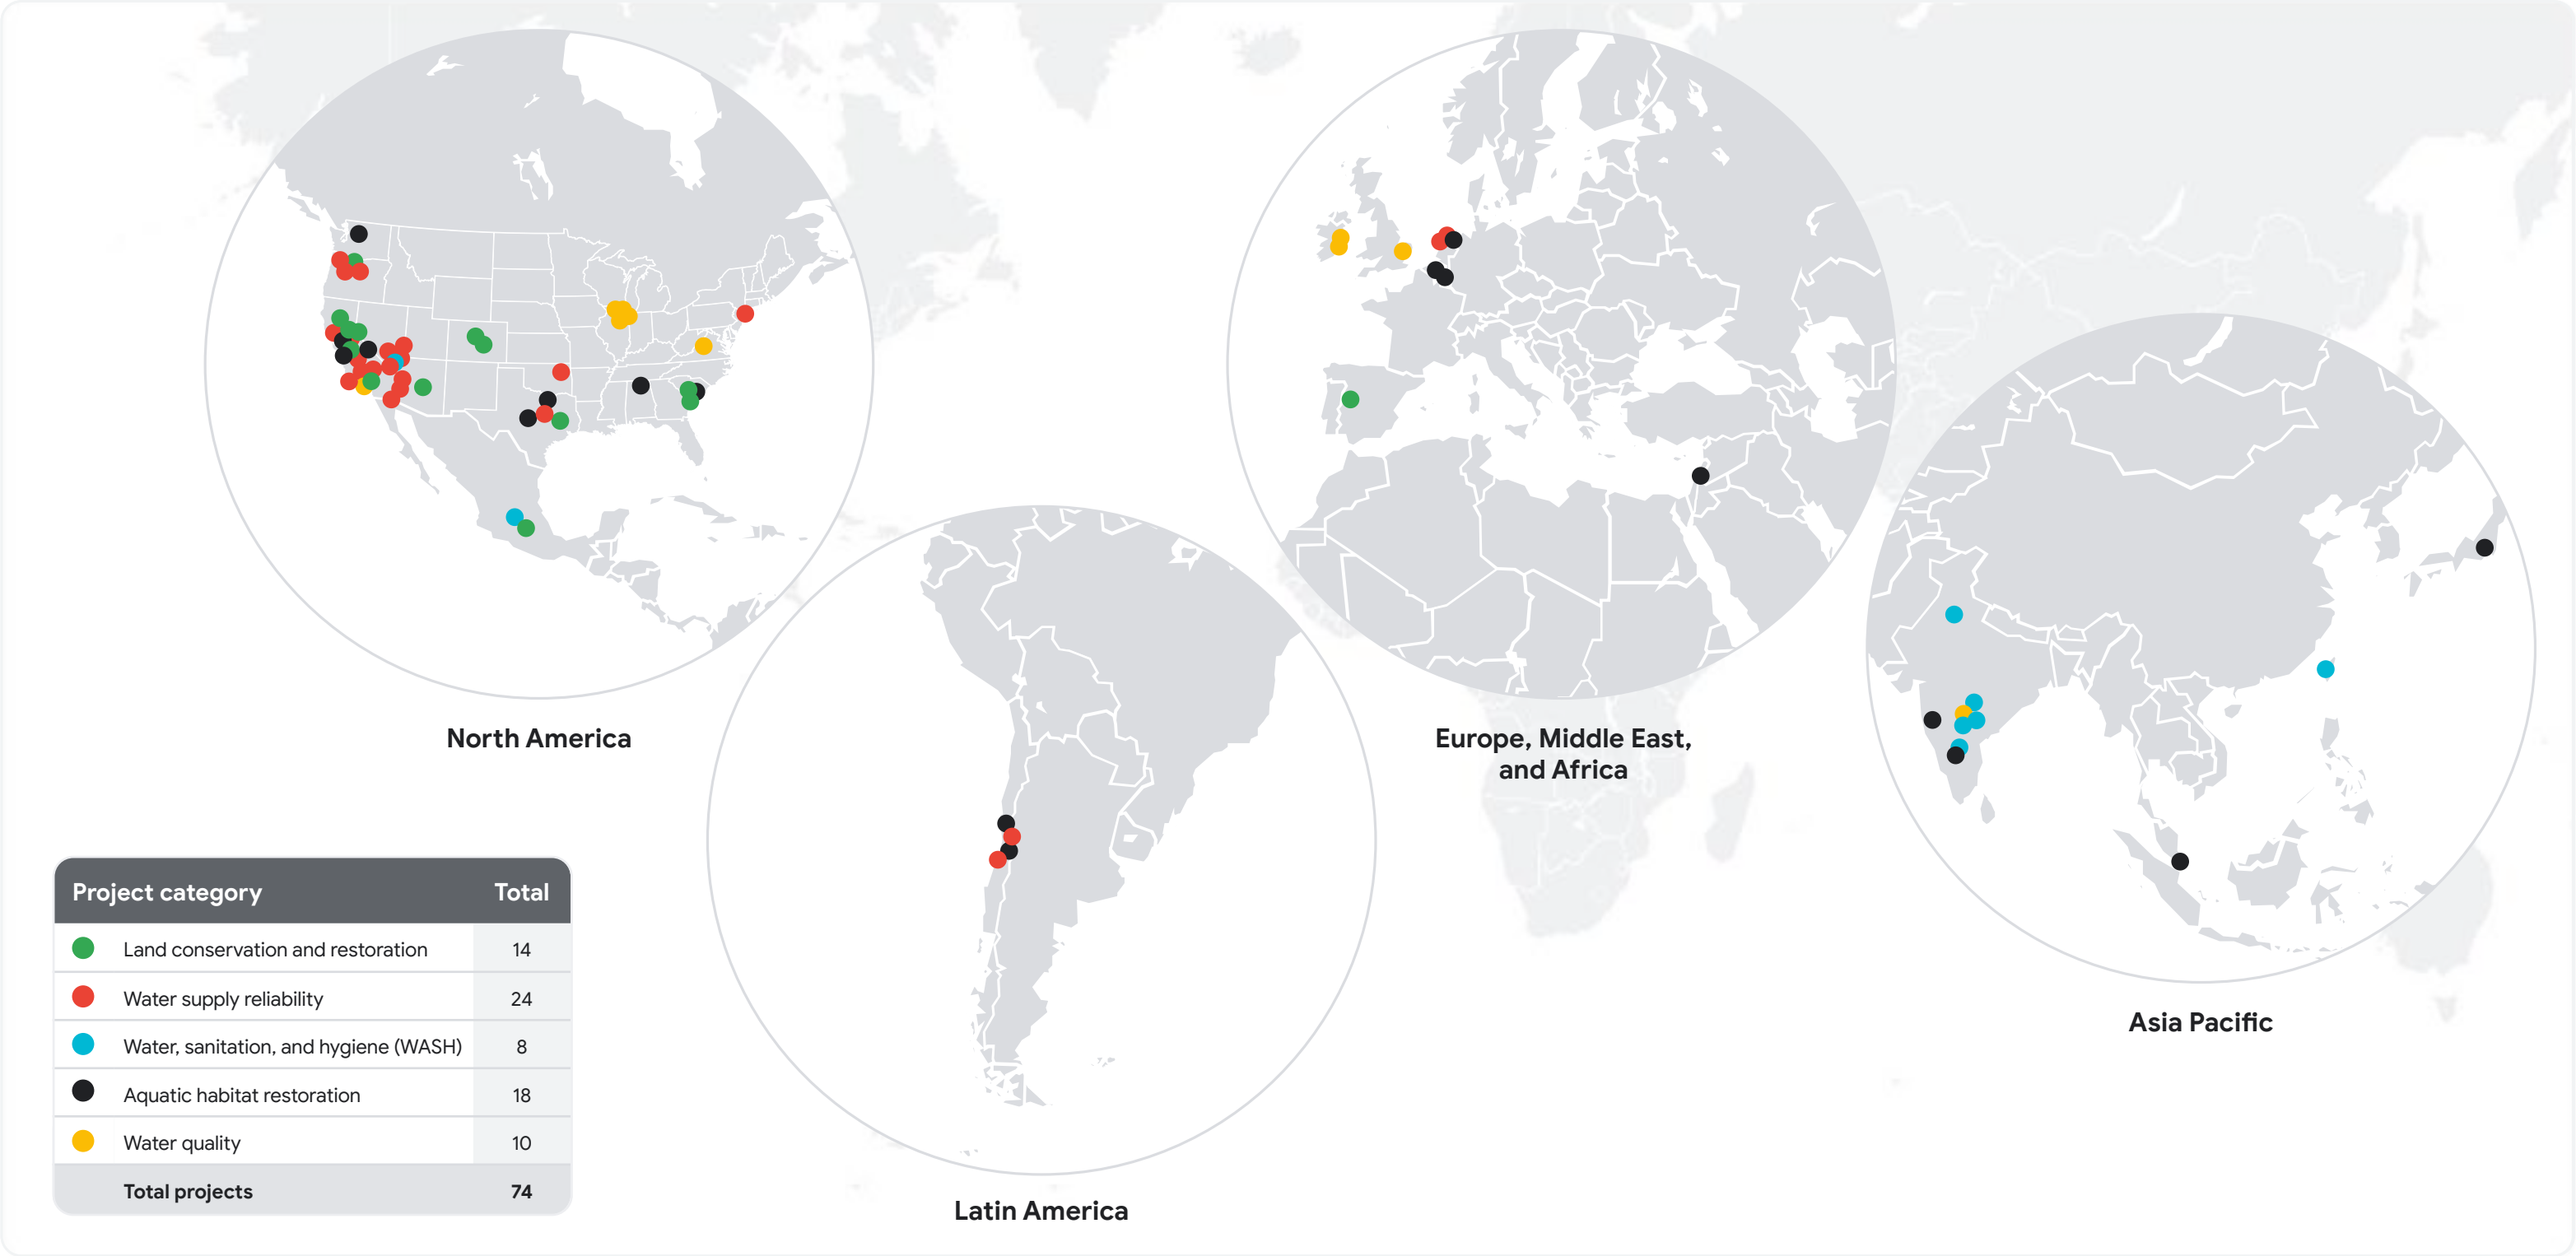 North America
Europe, Middle East,
and Africa
Project category Total
Land conservation and restoration 14
Water supply reliability 24
Water, sanitation, and hygiene (WASH) 8
Aquatic habitat restoration 18
Water quality 10
Total projects 74
Asia Pacific
Latin America